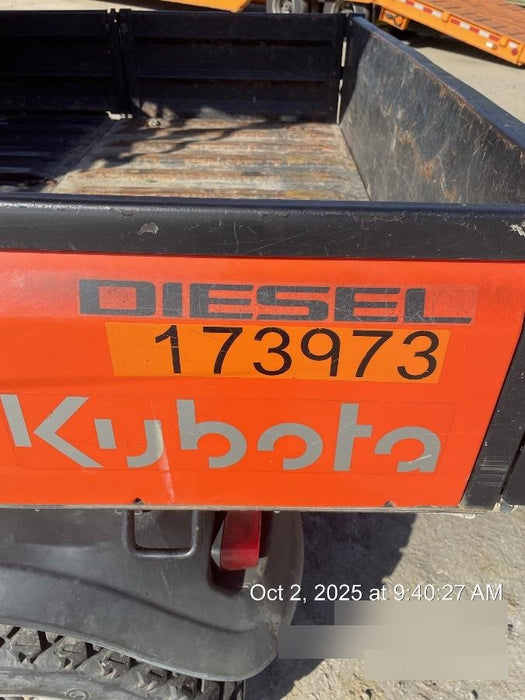 DIESEL
173973
Kubota
Oct 2, 2025 at 9:40:27 AM